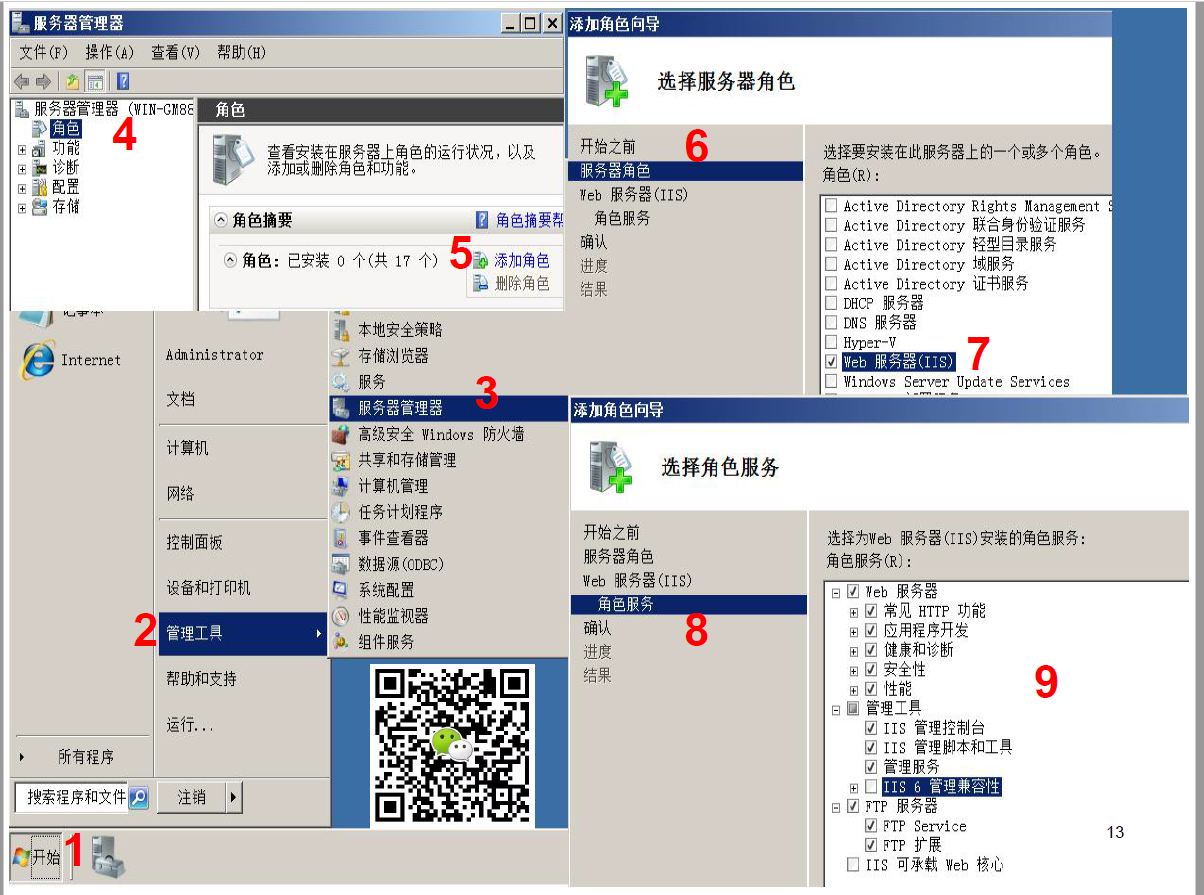 服务器管理器
文件(F) 操作(A) 查看(V) 帮助(H)
服务器管理器 (WIN-GM88
角色
功能
诊断
配置
存储
4
角色
查看安装在服务器上角色的运行状况，以及
添加或删除角色和功能。
角色摘要
角色摘要帮
角色: 已安装 0 个(共 17 个)
5
添加角色
删除角色
添加角色向导
选择服务器角色
开始之前
6
服务器角色
Web 服务器(IIS)
角色服务
确认
进度
结果
选择要安装在此服务器上的一个或多个角色。
角色(R):
Active Directory Rights Management S
Active Directory 联合身份验证服务
Active Directory 轻型目录服务
Active Directory 域服务
Active Directory 证书服务
DHCP 服务器
DNS 服务器
Hyper-V
Web 服务器(IIS)
7
Windows Server Update Services
Internet
Administrator
文档
计算机
网络
控制面板
设备和打印机
2
管理工具
帮助和支持
运行...
所有程序
搜索程序和文件
注销
1
开始
本地安全策略
存储浏览器
服务
服务器管理器
3
高级安全 Windows 防火墙
共享和存储管理
计算机管理
任务计划程序
事件查看器
数据源(ODBC)
系统配置
性能监视器
组件服务
添加角色向导
选择角色服务
开始之前
服务器角色
Web 服务器(IIS)
角色服务
8
确认
进度
结果
选择为Web 服务器(IIS)安装的角色服务:
角色服务(R):
Web 服务器
常见 HTTP 功能
应用程序开发
健康和诊断
安全性
性能
9
管理工具
IIS 管理控制台
IIS 管理脚本和工具
管理服务
IIS 6 管理兼容性
FTP 服务器
FTP Service
FTP 扩展
IIS 可承载 Web 核心
13